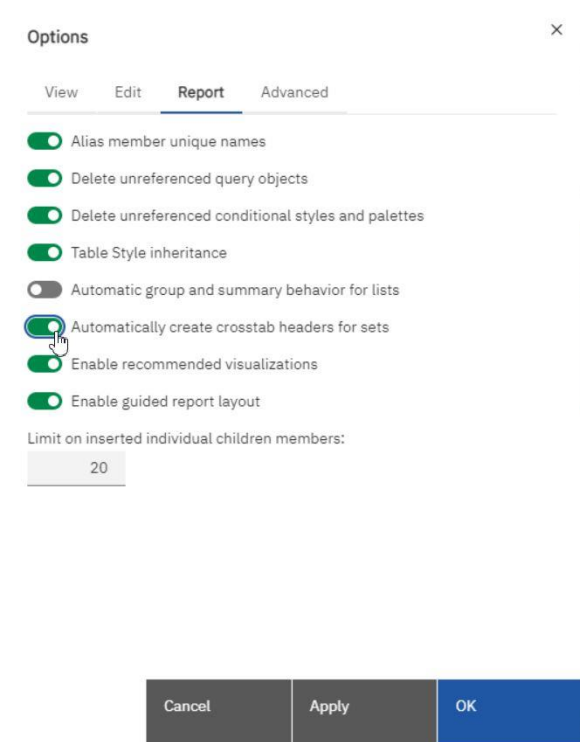 Options
View Edit Report Advanced
Alias member unique names
Delete unreferenced query objects
Delete unreferenced conditional styles and palettes
Table Style inheritance
Automatic group and summary behavior for lists
Automatically create crosstab headers for sets
Enable recommended visualizations
Enable guided report layout
Limit on inserted individual children members:
20
Cancel Apply OK